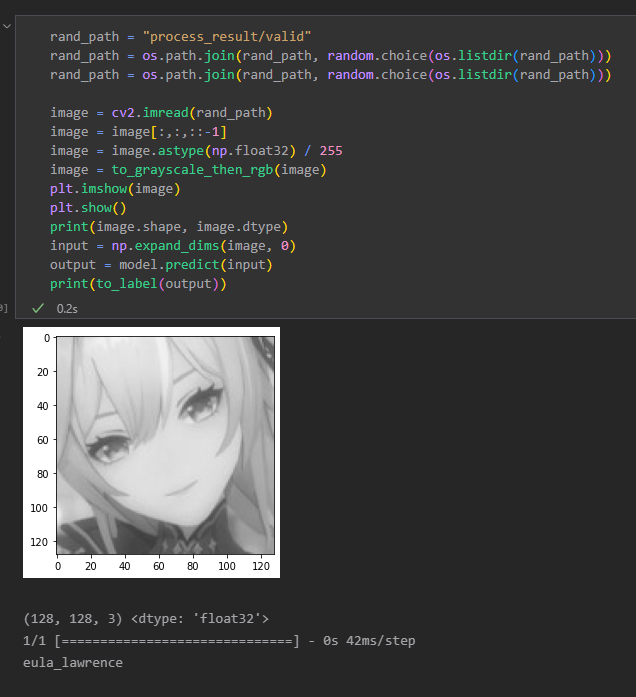 rand_path = "process_result/valid"
rand_path = os.path.join(rand_path, random.choice(os.listdir(rand_path)))
rand_path = os.path.join(rand_path, random.choice(os.listdir(rand_path)))
image = cv2.imread(rand_path)
image = image[:,:,::-1]
image = image.astype(np.float32) / 255
image = to_grayscale_then_rgb(image)
plt.imshow(image)
plt.show()
print(image.shape, image.dtype)
input = np.expand_dims(image, 0)
output = model.predict(input)
print(to_label(output))
0.2s
0
20
40
60
80
100
120
0 20 40 60 80 100 120
(128, 128, 3) <dtype: 'float32'>
1/1 [==============================] - 0s 42ms/step
eula_lawrence